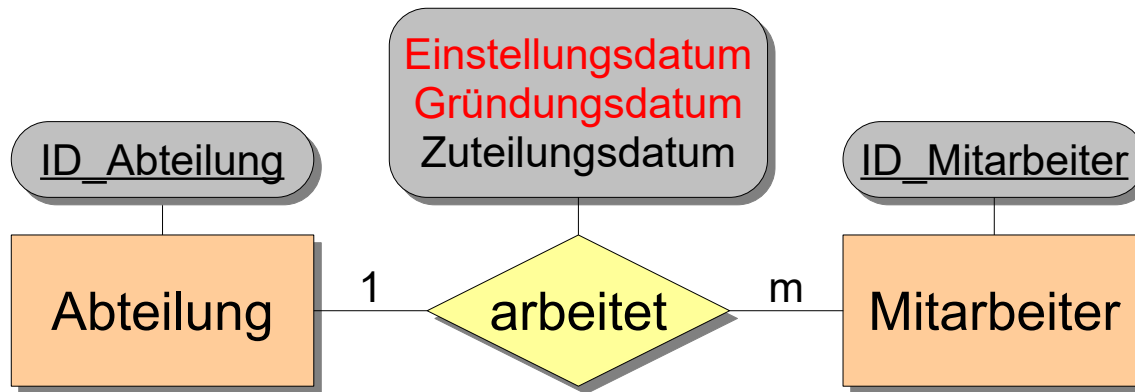 Einstellungsdatum
Gründungsdatum
Zuteilungsdatum
ID_Abteilung
ID_Mitarbeiter
Abteilung
1
arbeitet
m
Mitarbeiter